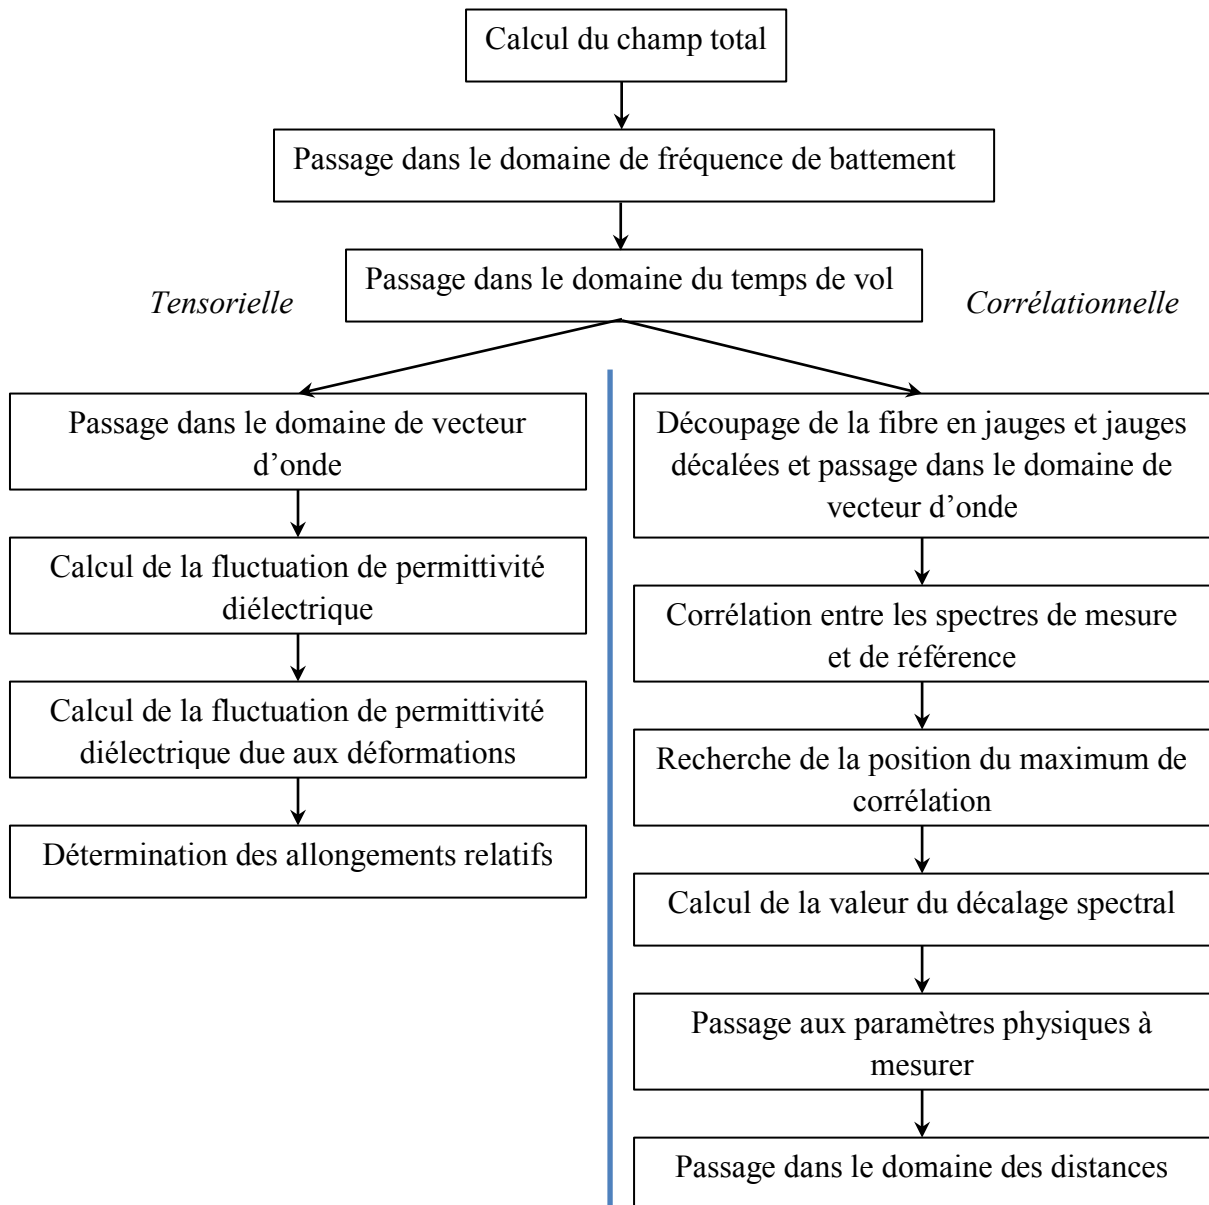 Calcul du champ total
Passage dans le domaine de fréquence de battement
Passage dans le domaine du temps de vol
Tensorielle
Corrélationnelle
Passage dans le domaine de vecteur
d’onde
Calcul de la fluctuation de permittivité
diélectrique
Calcul de la fluctuation de permittivité
diélectrique due aux déformations
Détermination des allongements relatifs
Découpage de la fibre en jauges et jauges
décalées et passage dans le domaine de
vecteur d’onde
Corrélation entre les spectres de mesure
et de référence
Recherche de la position du maximum de
corrélation
Calcul de la valeur du décalage spectral
Passage aux paramètres physiques à
mesurer
Passage dans le domaine des distances